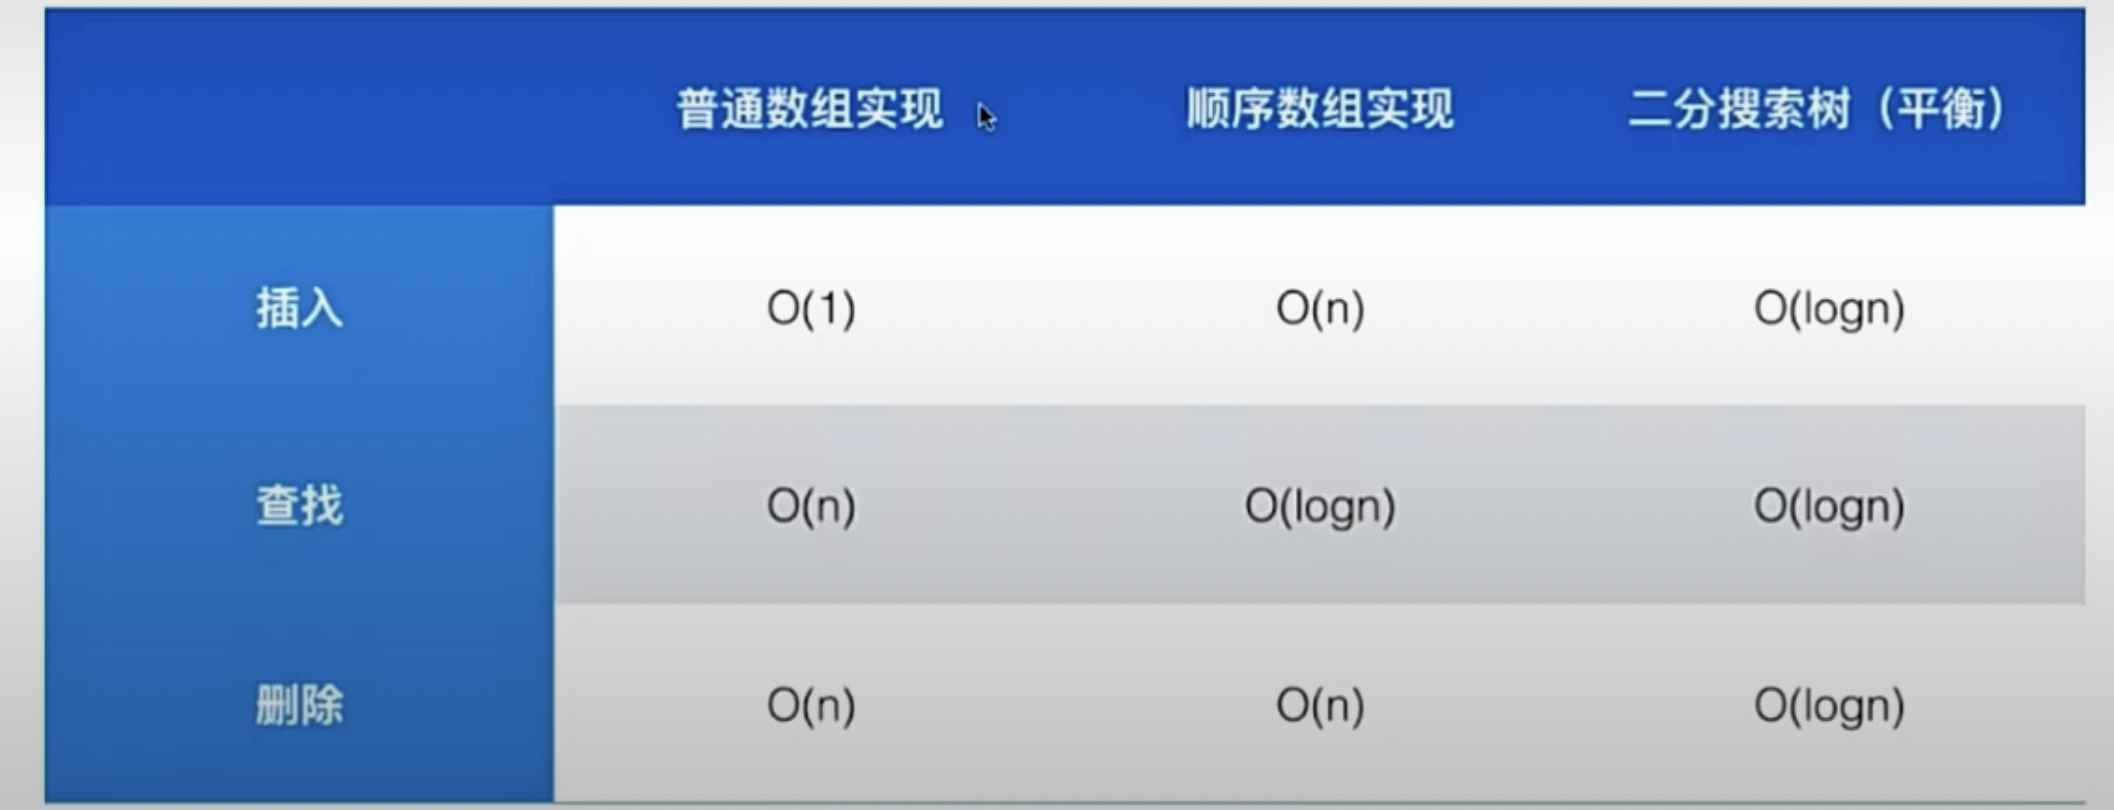 普通数组实现 顺序数组实现 二分搜索树（平衡）
插入 O(1) O(n) O(logn)
查找 O(n) O(logn) O(logn)
删除 O(n) O(n) O(logn)